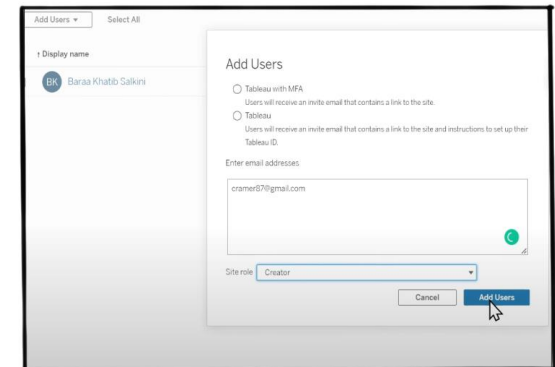 Add Users ▾ Select All
↑ Display name
BK Baraa Khatib Salkini
Add Users
Tableau with MFA
Users will receive an invite email that contains a link to the site.
Tableau
Users will receive an invite email that contains a link to the site and instructions to set up their
Tableau ID.
Enter email addresses
cramer87@gmail.com
Site role Creator
Cancel Add Users